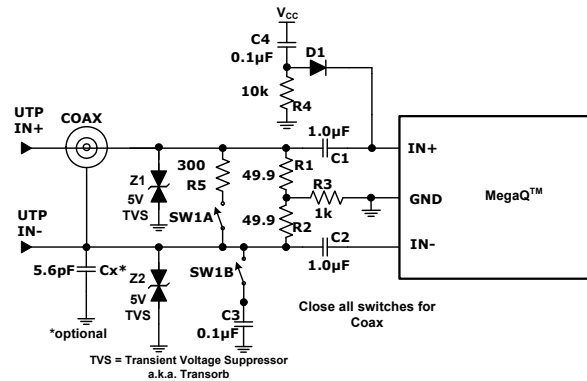 VCC
C4
0.1µF
D1
10k
R4
UTP
IN+
COAX
1.0µF
C1
IN+
300
R5
R1
49.9
R3
1k
GND
MegaQ™
Z1
5V
TVS
SW1A
49.9
R2
UTP
IN-
C2
1.0µF
IN-
5.6pF
Cx*
Z2
5V
TVS
SW1B
C3
0.1µF
*optional
Close all switches for
Coax
TVS = Transient Voltage Suppressor
a.k.a. Transorb